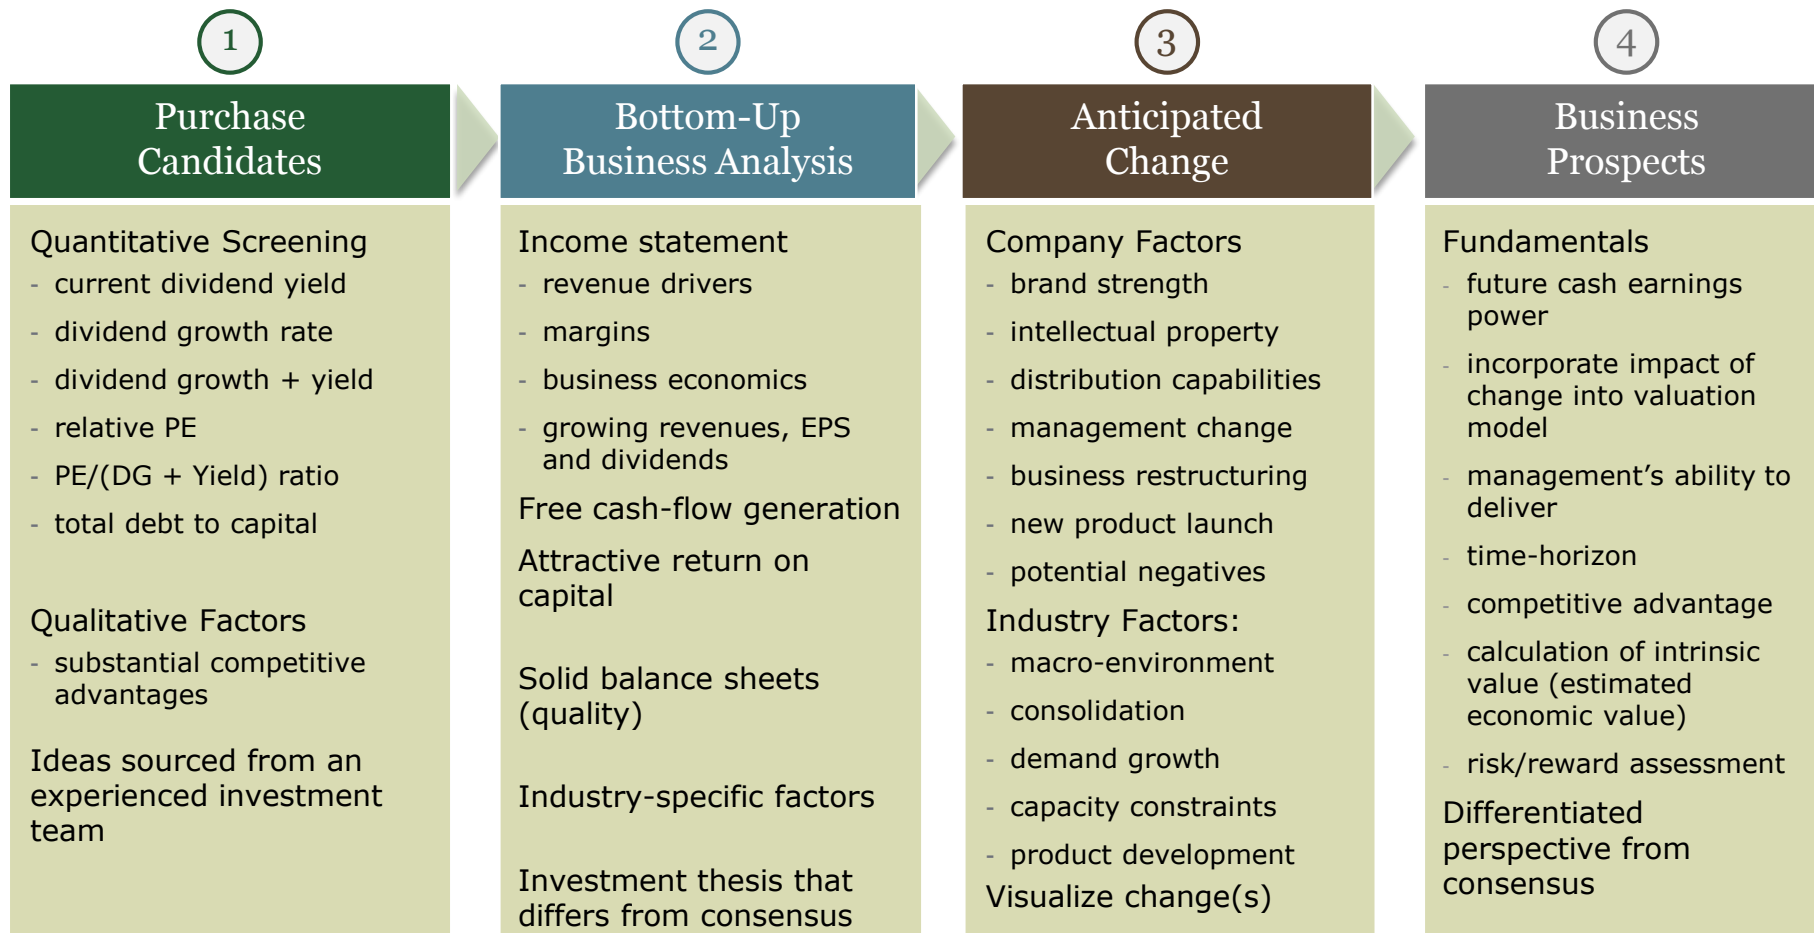 1
Purchase
Candidates
Quantitative Screening
- current dividend yield
- dividend growth rate
- dividend growth + yield
- relative PE
- PE/(DG + Yield) ratio
- total debt to capital
Qualitative Factors
- substantial competitive
advantages
Ideas sourced from an
experienced investment
team
2
Bottom-Up
Business Analysis
Income statement
- revenue drivers
- margins
- business economics
- growing revenues, EPS
and dividends
Free cash-flow generation
Attractive return on
capital
Solid balance sheets
(quality)
Industry-specific factors
Investment thesis that
differs from consensus
3
Anticipated
Change
Company Factors
- brand strength
- intellectual property
- distribution capabilities
- management change
- business restructuring
- new product launch
- potential negatives
Industry Factors:
- macro-environment
- consolidation
- demand growth
- capacity constraints
- product development
Visualize change(s)
4
Business
Prospects
Fundamentals
- future cash earnings
power
- incorporate impact of
change into valuation
model
- management’s ability to
deliver
- time-horizon
- competitive advantage
- calculation of intrinsic
value (estimated
economic value)
- risk/reward assessment
Differentiated
perspective from
consensus